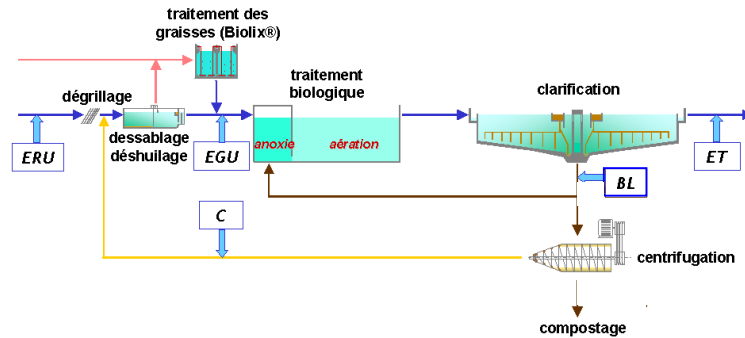 traitement des
graisses (Biolix®)
traitement
biologique
clarification
dégrillage
dessablage
déshuilage
anoxie
aération
ERU
EGU
ET
BL
C
centrifugation
compostage